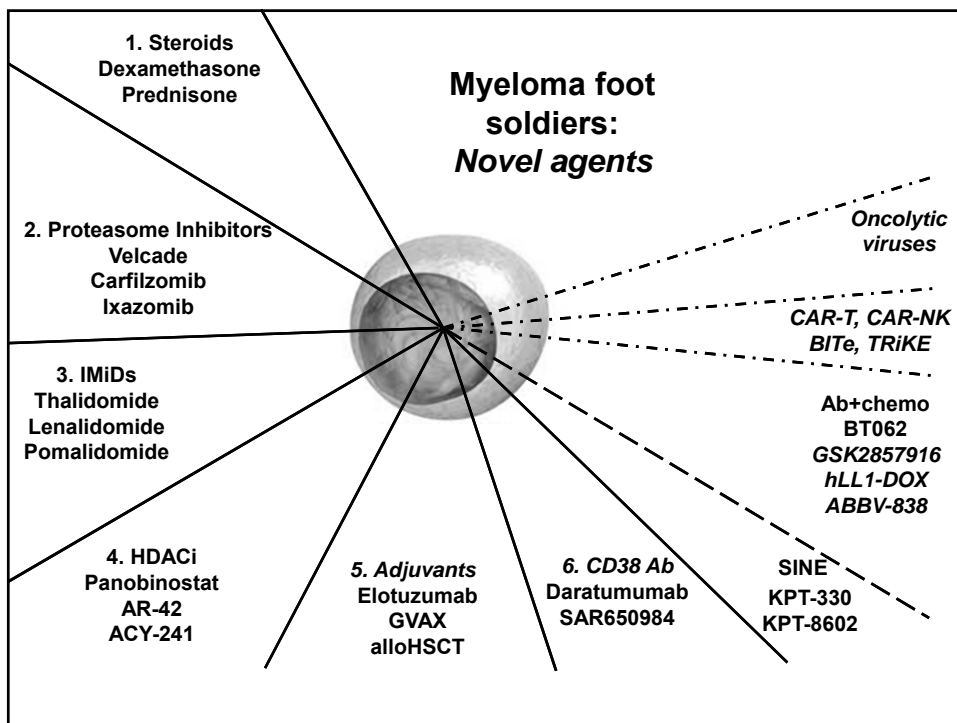 Myeloma foot
soldiers:
Novel agents
1. Steroids
Dexamethasone
Prednisone
2. Proteasome Inhibitors
Velcade
Carfilzomib
Ixazomib
3. IMiDs
Thalidomide
Lenalidomide
Pomalidomide
4. HDACi
Panobinostat
AR-42
ACY-241
5. Adjuvants
Elotuzumab
GVAX
alloHSCT
6. CD38 Ab
Daratumumab
SAR650984
SINE
KPT-330
KPT-8602
Ab+chemo
BT062
GSK2857916
hLL1-DOX
ABBV-838
CAR-T, CAR-NK
BITe, TRiKE
Oncolytic
viruses